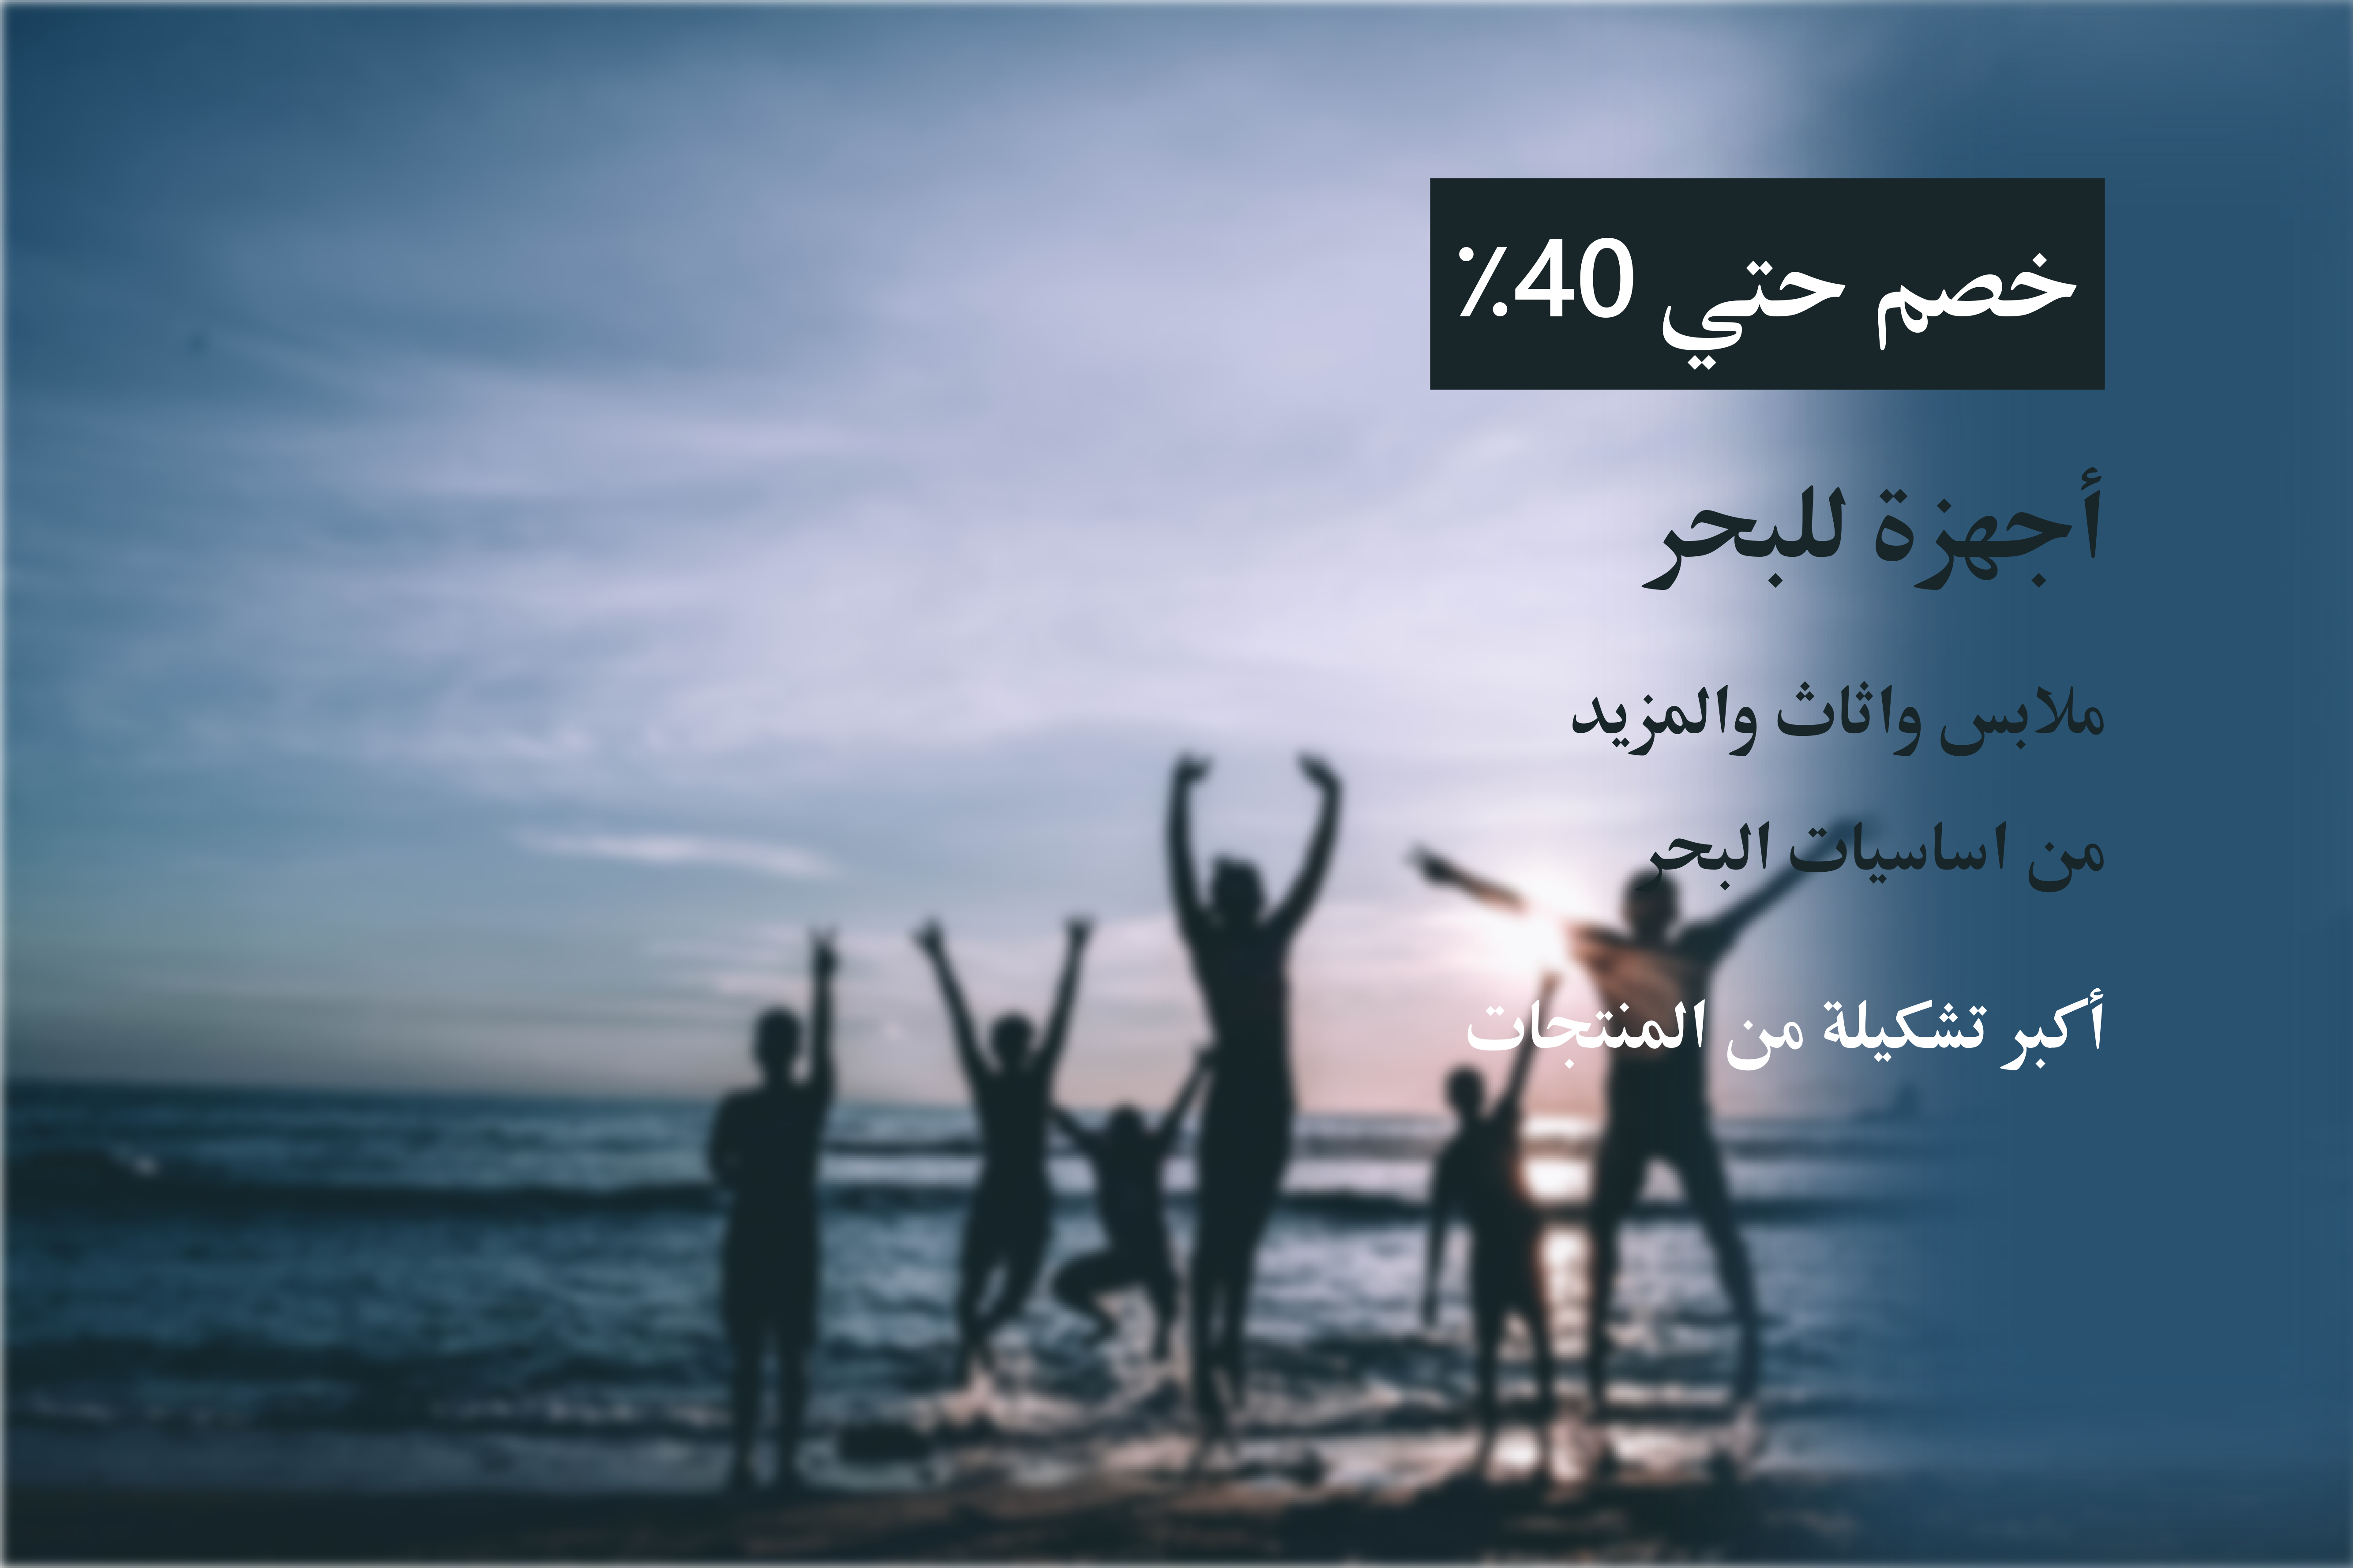 خصم حتي 40٪
أجهزة للبحر
ملابس واثاث والمزيد
من اساسيات البحر
أكبر تشكيلة من المنتجات